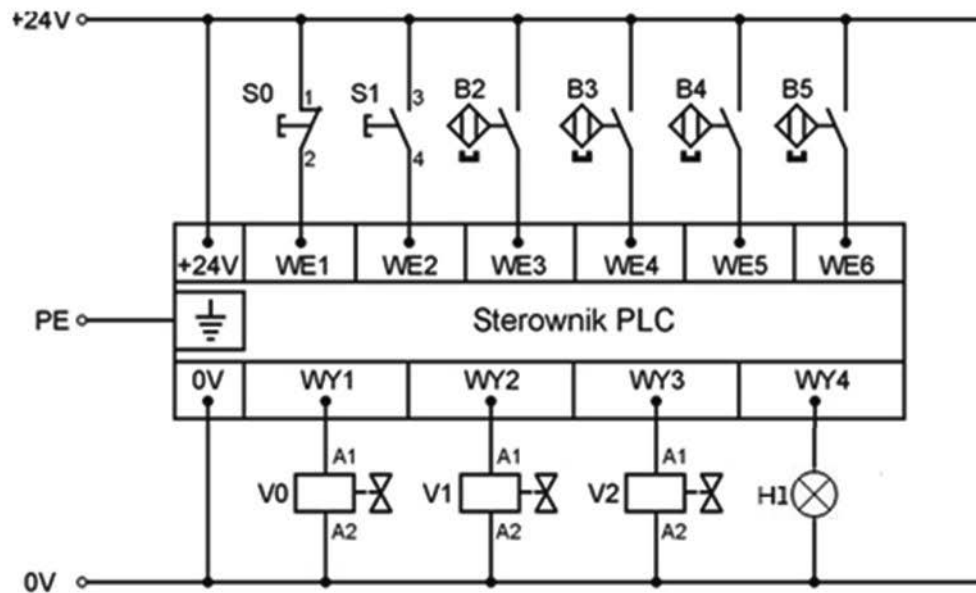 +24V
S0 1 2
S1 3 4
B2 B3 B4 B5
+24V WE1 WE2 WE3 WE4 WE5 WE6
PE Sterownik PLC
0V WY1 WY2 WY3 WY4
A1 A1 A1
V0 V1 V2 H1
A2 A2 A2
0V